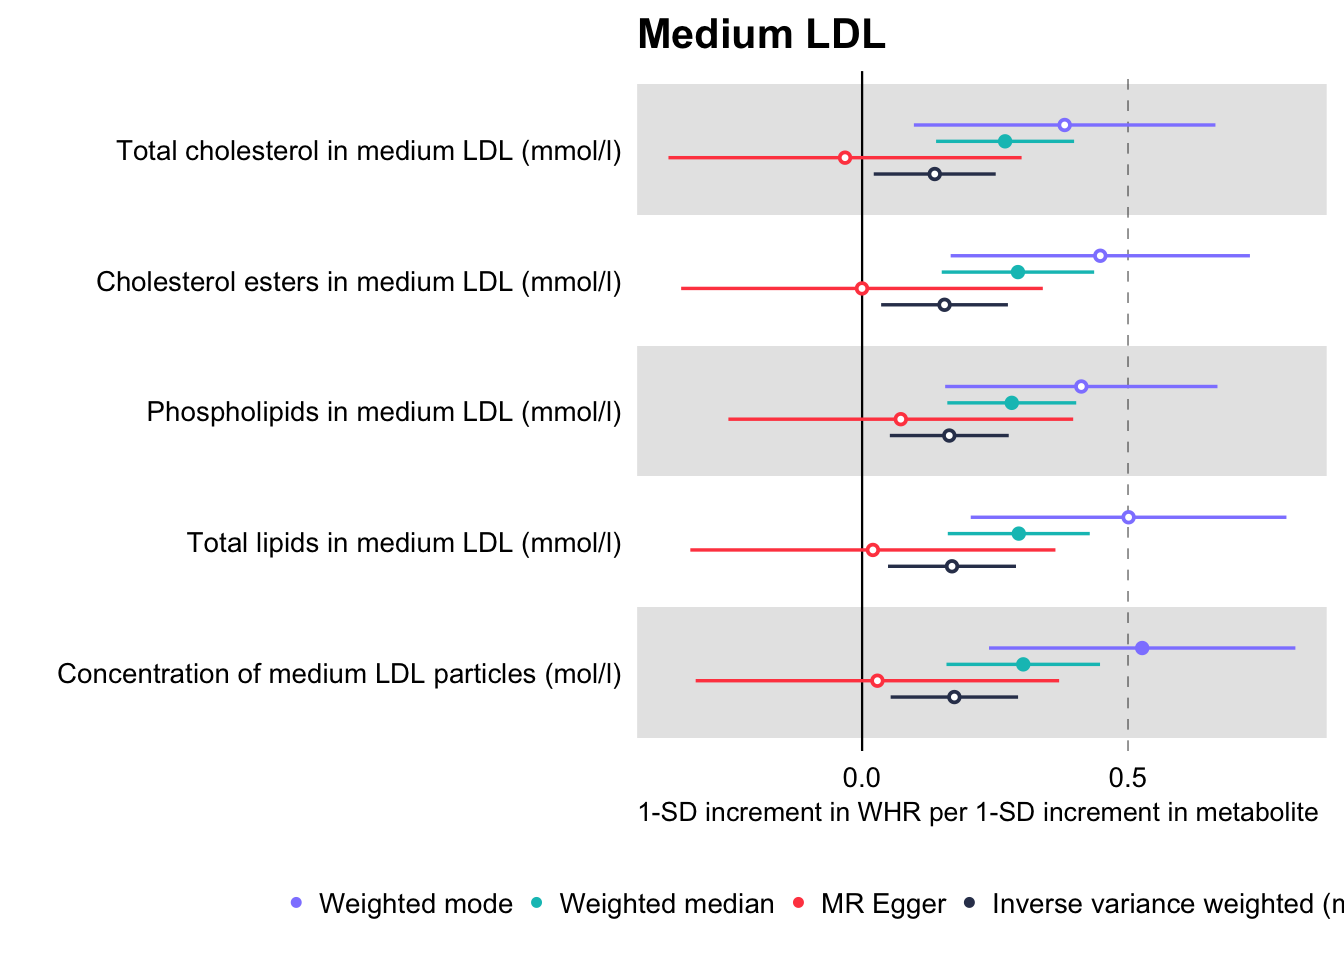 Medium LDL
Total cholesterol in medium LDL (mmol/l)
Cholesterol esters in medium LDL (mmol/l)
Phospholipids in medium LDL (mmol/l)
Total lipids in medium LDL (mmol/l)
Concentration of medium LDL particles (mol/l)
0.0 0.5
1-SD increment in WHR per 1-SD increment in metabolite
Weighted mode Weighted median MR Egger Inverse variance weighted (